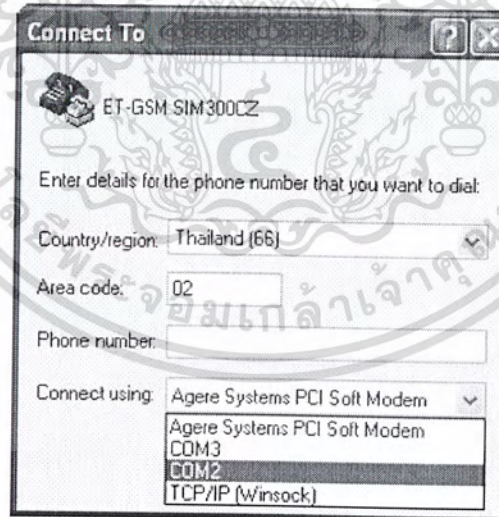 Connect To
ET-GSM SIM300CZ
Enter details for the phone number that you want to dial:
Country/region: Thailand (66)
Area code: 02
Phone number:
Connect using: Agere Systems PCI Soft Modem
Agere Systems PCI Soft Modem
COM3
COM2
TCP/IP (Winsock)